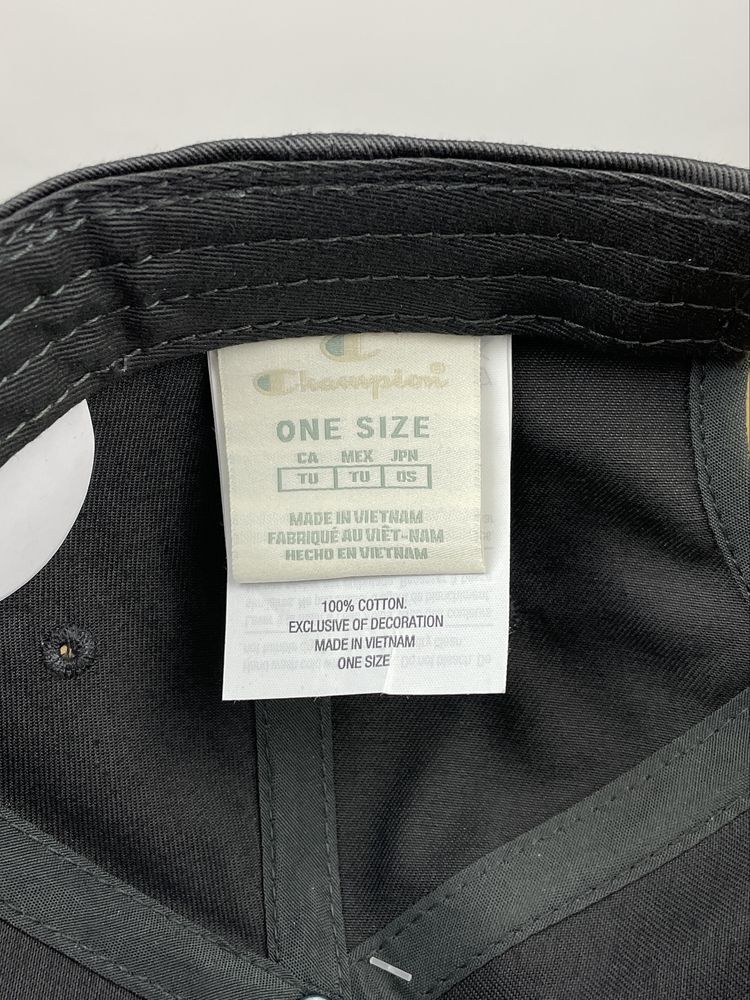 Champion
ONE SIZE
CA MEX JPN
TU TU OS
MADE IN VIETNAM
FABRIQUÉ AU VIÊT-NAM
HECHO EN VIETNAM
100% COTTON.
EXCLUSIVE OF DECORATION
MADE IN VIETNAM
ONE SIZE